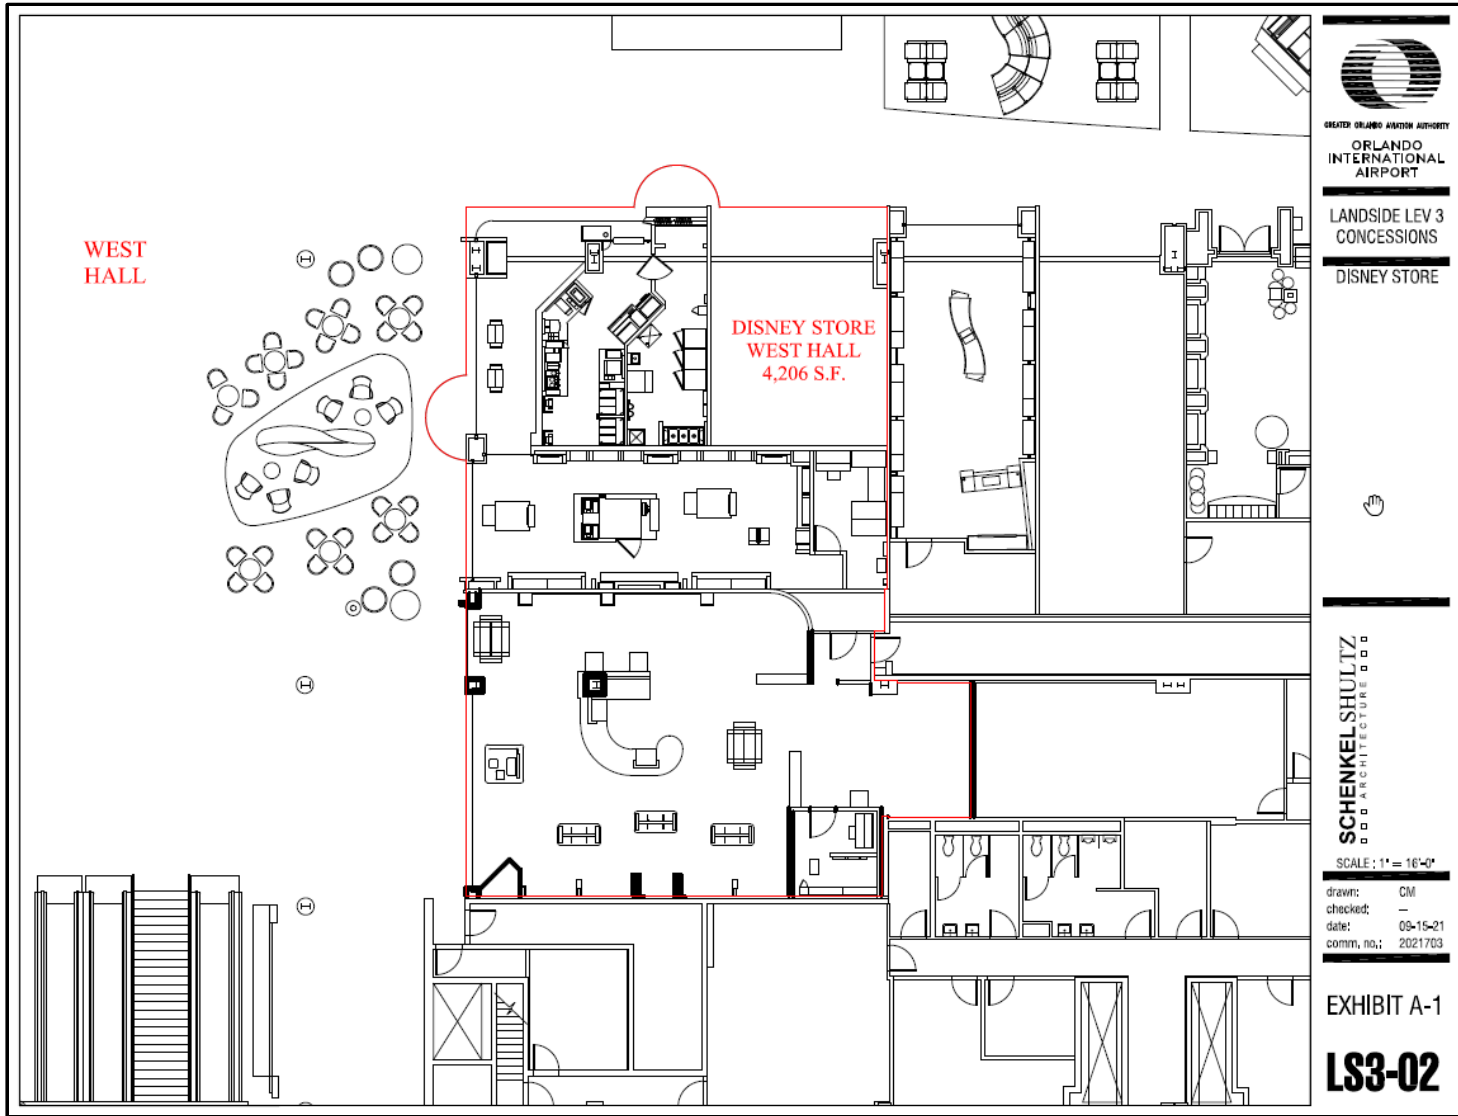 WEST
HALL
DISNEY STORE
WEST HALL
4,206 S.F.
GREATER ORLANDO AVIATION AUTHORITY
ORLANDO
INTERNATIONAL
AIRPORT
LANDSIDE LEV 3
CONCESSIONS
DISNEY STORE
SCHENKELSHULTZ
ARCHITECTURE
SCALE : 1" = 16'-0"
drawn: CM
checked: —
date: 09-15-21
comm. no.: 2021703
EXHIBIT A-1
LS3-02